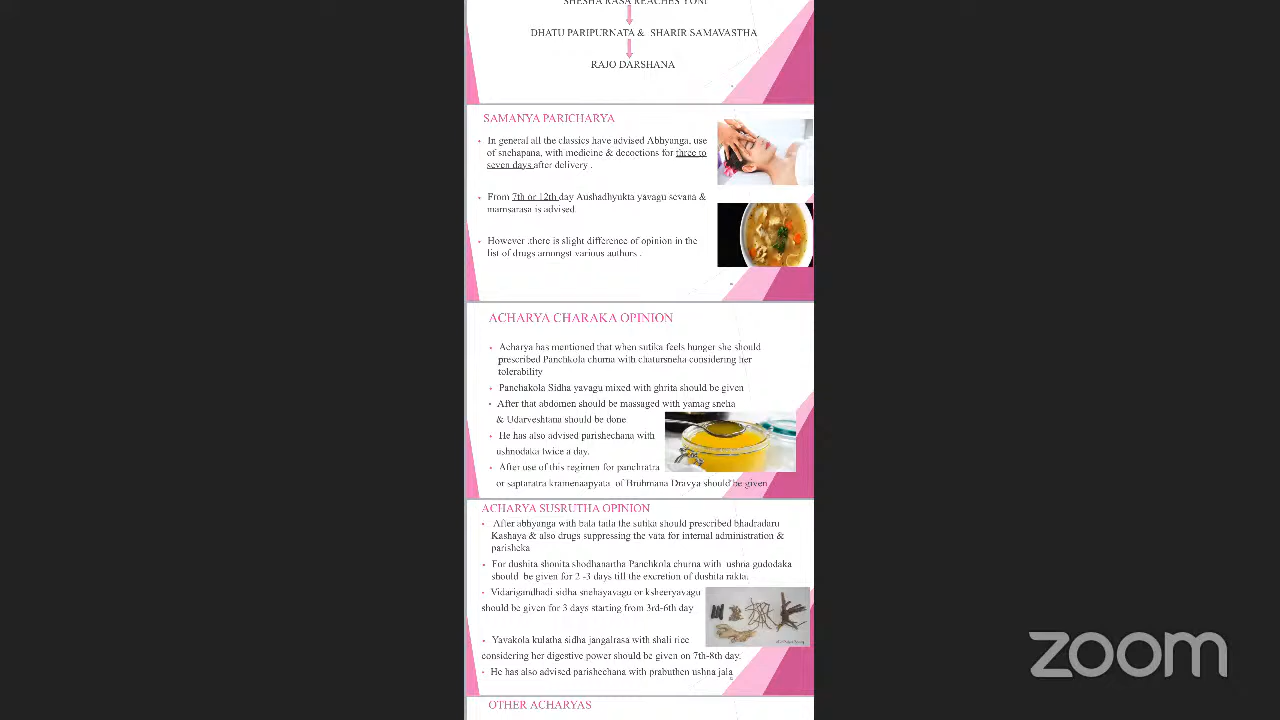 SHESHA RASA REACHES YONI
DHATU PARIPURNATA & SHARIR SAMAVASTHA
RAJO DARSHANA
SAMANYA PARICHARYA
• In general all the classics have advised Abhyanga, use
of snehapana, with medicine & decoctions for three to
seven days after delivery .
• From 7th or 12th day Aushadhyukta yavagu sevana &
mamsarasa is advised.
• However ,there is slight difference of opinion in the
list of drugs amongst various authors .
ACHARYA CHARAKA OPINION
• Acharya has mentioned that when sutika feels hunger she should
prescribed Panchkola churna with chatursneha considering her
tolerability
• Panchakola Sidha yavagu mixed with ghrita should be given
• After that abdomen should be massaged with yamag sneha
& Udarveshtana should be done
• He has also advised parishechana with
ushnodaka twice a day.
• After use of this regimen for panchratra
or saptaratra kramenaapyata of Bruhmana Dravya should be given
ACHARYA SUSRUTHA OPINION
• After abhyanga with bala taila the sutika should prescribed bhadradaru
Kashaya & also drugs suppressing the vata for internal administration &
parisheka
• For dushita shonita shodhanartha Panchkola churna with ushna gudodaka
should be given for 2 -3 days till the excretion of dushita rakta.
• Vidarigandhadi sidha snehayavagu or ksheeryavagu
should be given for 3 days starting from 3rd-6th day
• Yavakola kulatha sidha jangalrasa with shali rice
considering her digestive power should be given on 7th-8th day.
• He has also advised parishechana with prabuthen ushna jala
OTHER ACHARYAS
zoom